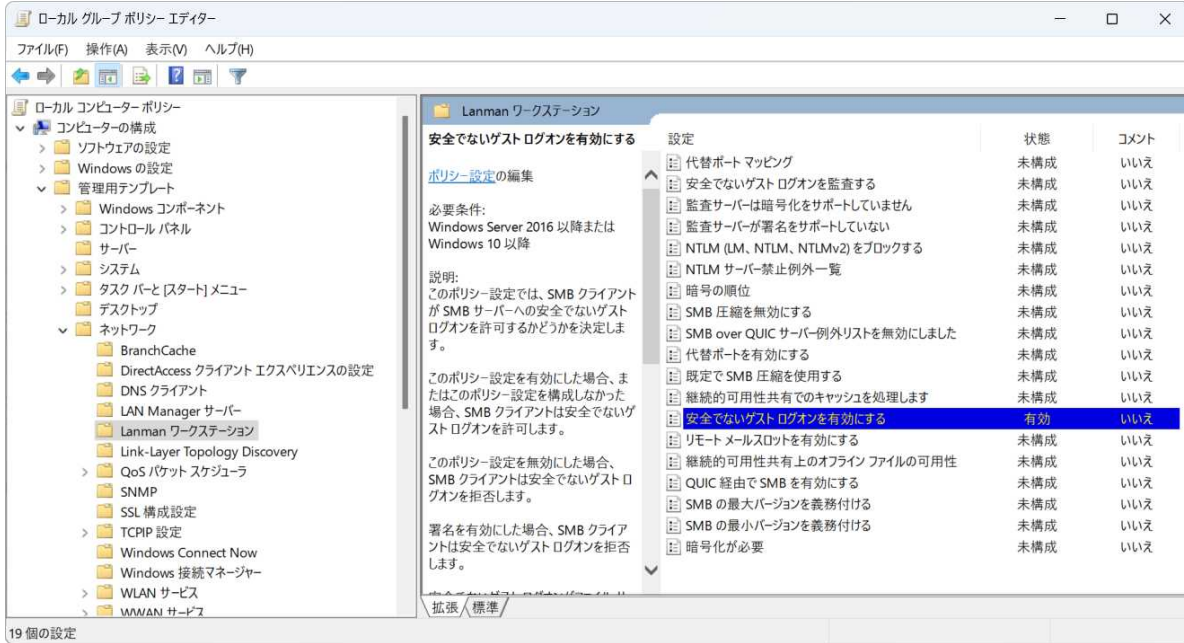 ローカル グループ ポリシー エディター
ファイル(F) 操作(A) 表示(V) ヘルプ(H)
ローカル コンピューター ポリシー
コンピューターの構成
ソフトウェアの設定
Windows の設定
管理用テンプレート
Windows コンポーネント
コントロール パネル
サーバー
システム
タスク バーと [スタート] メニュー
デスクトップ
ネットワーク
BranchCache
DirectAccess クライアント エクスペリエンスの設定
DNS クライアント
LAN Manager サーバー
Lanman ワークステーション
Link-Layer Topology Discovery
QoS パケット スケジューラ
SNMP
SSL 構成設定
TCPIP 設定
Windows Connect Now
Windows 接続マネージャー
WLAN サービス
WWAN サービス
Lanman ワークステーション
安全でないゲスト ログオンを有効にする
ポリシー設定の編集
必要条件:
Windows Server 2016 以降または
Windows 10 以降
説明:
このポリシー設定では、SMB クライアント
が SMB サーバーへの安全でないゲスト
ログオンを許可するかどうかを決定しま
す。
このポリシー設定を有効にした場合、ま
たはこのポリシー設定を構成しなかった
場合、SMB クライアントは安全でないゲ
スト ログオンを許可します。
このポリシー設定を無効にした場合、
SMB クライアントは安全でないゲスト ロ
グオンを拒否します。
署名を有効にした場合、SMB クライア
ントは安全でないゲスト ログオンを拒否
します。
設定 状態 コメント
代替ポート マッピング 未構成 いいえ
安全でないゲスト ログオンを監査する 未構成 いいえ
監査サーバーは暗号化をサポートしていません 未構成 いいえ
監査サーバーが署名をサポートしていない 未構成 いいえ
NTLM (LM、NTLM、NTLMv2) をブロックする 未構成 いいえ
NTLM サーバー禁止例外一覧 未構成 いいえ
暗号の順位 未構成 いいえ
SMB 圧縮を無効にする 未構成 いいえ
SMB over QUIC サーバー例外リストを無効にしました 未構成 いいえ
代替ポートを有効にする 未構成 いいえ
既定で SMB 圧縮を使用する 未構成 いいえ
継続的可用性共有でのキャッシュを処理します 未構成 いいえ
安全でないゲスト ログオンを有効にする 有効 いいえ
リモート メールスロットを有効にする 未構成 いいえ
継続的可用性共有上のオフライン ファイルの可用性 未構成 いいえ
QUIC 経由で SMB を有効にする 未構成 いいえ
SMB の最大バージョンを義務付ける 未構成 いいえ
SMB の最小バージョンを義務付ける 未構成 いいえ
暗号化が必要 未構成 いいえ
拡張 標準
19 個の設定